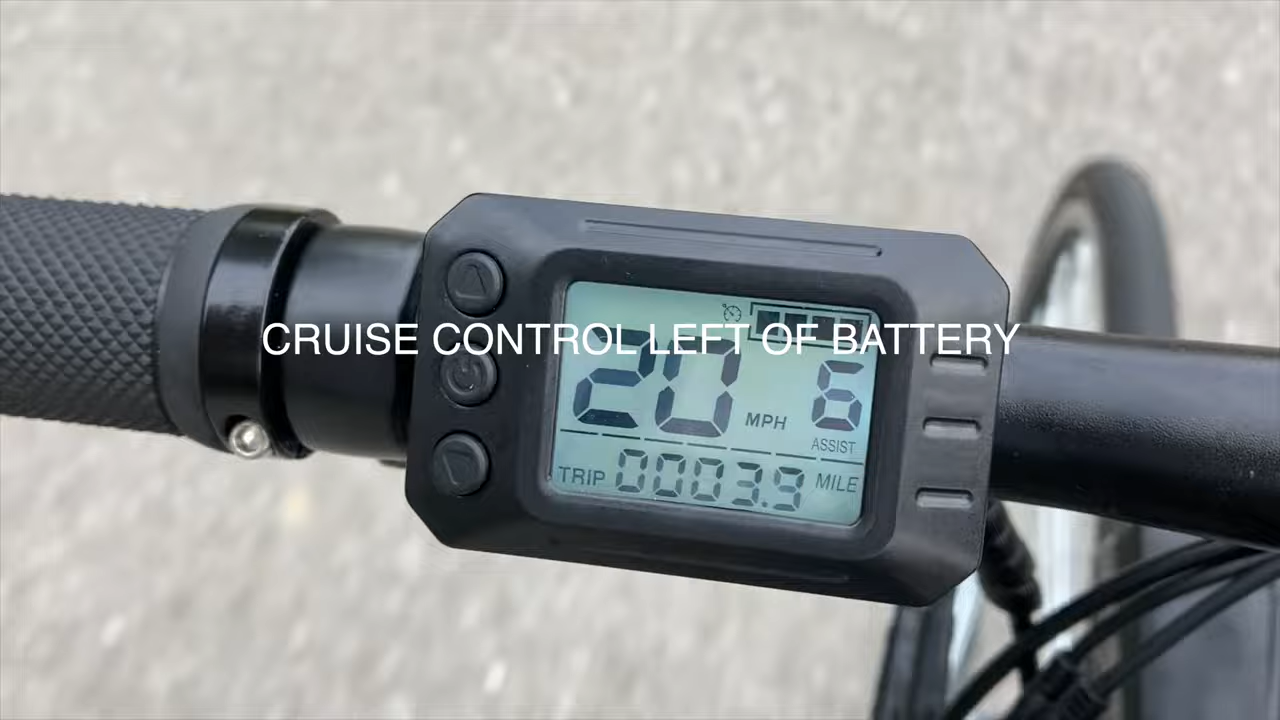 CRUISE CONTROL LEFT OF BATTERY
20 MPH 6
ASSIST
TRIP 0003.9 MILE